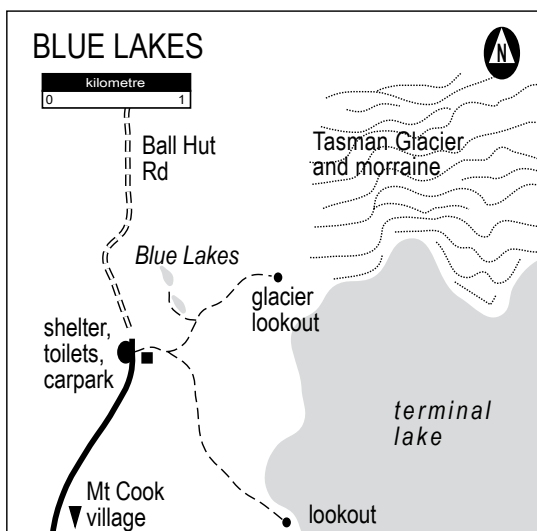 BLUE LAKES
N
kilometre
0 1
Ball Hut
Rd
Tasman Glacier
and morraine
Blue Lakes
glacier
lookout
shelter,
toilets,
carpark
terminal
lake
Mt Cook
village
lookout